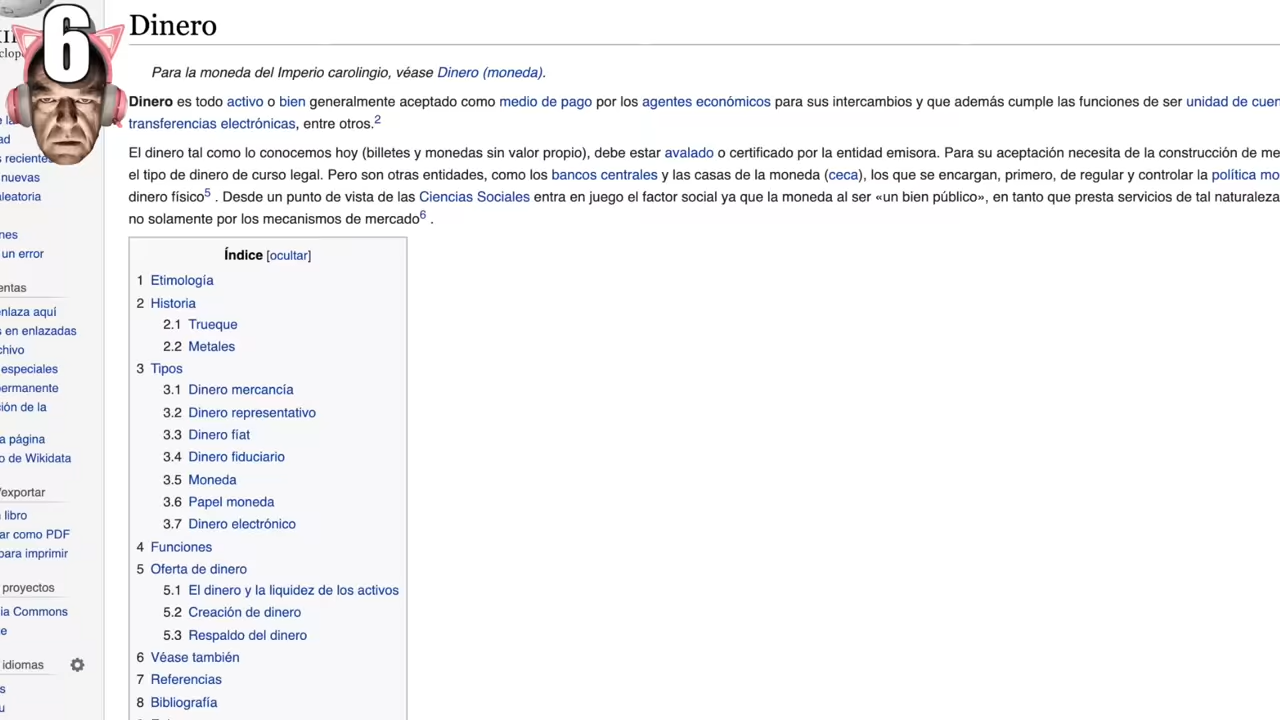 6
Dinero
Para la moneda del Imperio carolingio, véase Dinero (moneda).
Dinero es todo activo o bien generalmente aceptado como medio de pago por los agentes económicos para sus intercambios y que además cumple las funciones de ser unidad de cuen
transferencias electrónicas, entre otros.2
El dinero tal como lo conocemos hoy (billetes y monedas sin valor propio), debe estar avalado o certificado por la entidad emisora. Para su aceptación necesita de la construcción de me
el tipo de dinero de curso legal. Pero son otras entidades, como los bancos centrales y las casas de la moneda (ceca), los que se encargan, primero, de regular y controlar la política mo
dinero físico5 . Desde un punto de vista de las Ciencias Sociales entra en juego el factor social ya que la moneda al ser «un bien público», en tanto que presta servicios de tal naturaleza
no solamente por los mecanismos de mercado6 .
Índice [ocultar]
1 Etimología
2 Historia
2.1 Trueque
2.2 Metales
3 Tipos
3.1 Dinero mercancía
3.2 Dinero representativo
3.3 Dinero fíat
3.4 Dinero fiduciario
3.5 Moneda
3.6 Papel moneda
3.7 Dinero electrónico
4 Funciones
5 Oferta de dinero
5.1 El dinero y la liquidez de los activos
5.2 Creación de dinero
5.3 Respaldo del dinero
6 Véase también
7 Referencias
8 Bibliografía
ad
s recientes
nuevas
leatoria
nes
un error
entas
nlaza aquí
s en enlazadas
chivo
especiales
permanente
ción de la
a página
o de Wikidata
/exportar
libro
ar como PDF
para imprimir
proyectos
ia Commons
e
idiomas
s
u